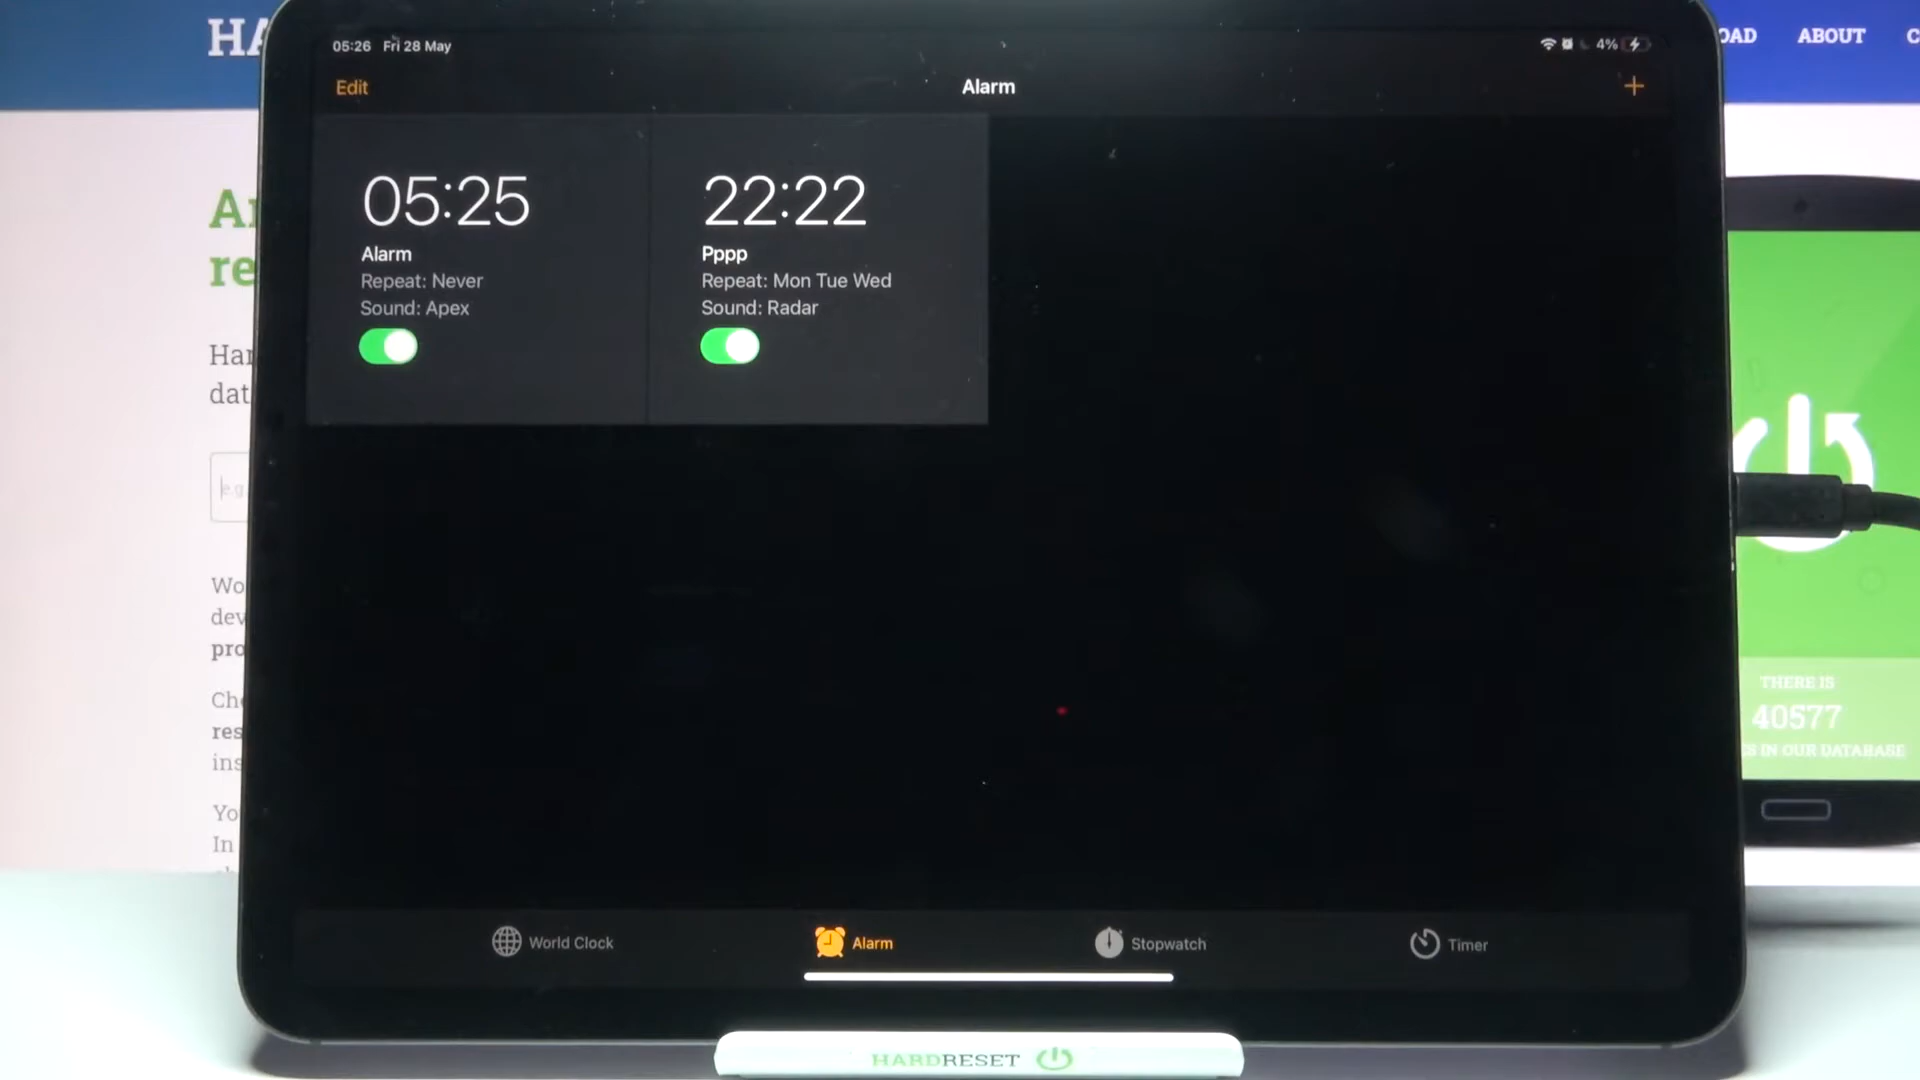 05:26 Fri 28 May
4%
Edit
Alarm
+
05:25
Alarm
Repeat: Never
Sound: Apex
22:22
Pppp
Repeat: Mon Tue Wed
Sound: Radar
World Clock
Alarm
Stopwatch
Timer
HARDRESET
ABOUT
THERE IS
40577
IN OUR DATABASE